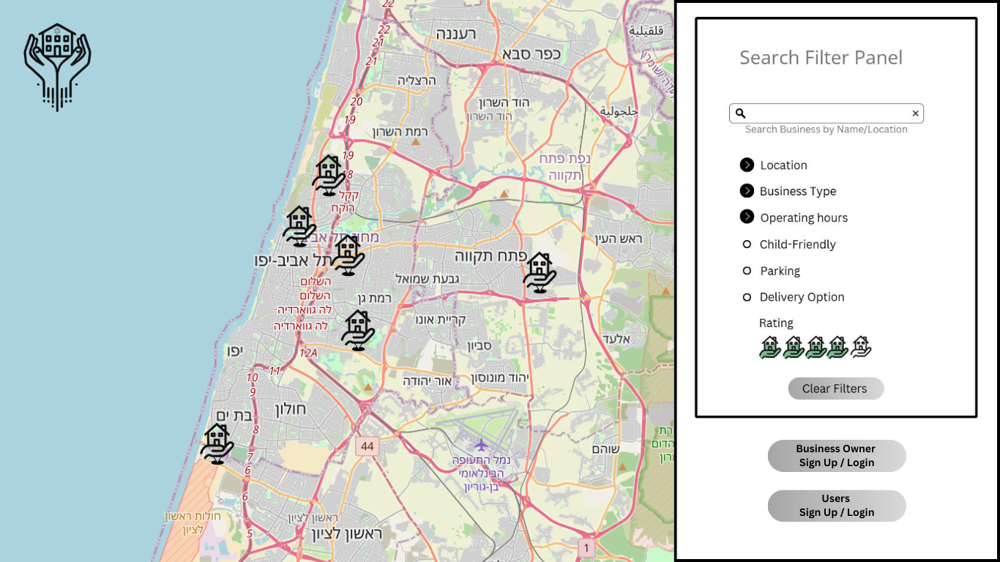 22
22
21
21
20
19
19
18
רעננה
כפר סבא
קלקיליה
הרצליה
הוד השרון
הוד השרון
ג'לג'וליה
רמת השרון
נפת פתח
תקווה
קקל
רוקח
מחוז תל אביב
תל אביב-יפו
פתח תקווה
ראש העין
גבעת שמואל
השלום
השלום
לה גווארדיה
לה גווארדיה
רמת גן
קריית אונו
סביון
אלעד
יפו
12A
11
10
9
8
7
6
6
5
אור יהודה
יהוד מונוסון
חולון
בת ים
44
נמל התעופה
הבינלאומי
בן-גוריון
שוהם
חולות ראשון
לציון
ראשון לציון
ראשון לציון
1
Search Filter Panel
×
Search Business by Name/Location
Location
Business Type
Operating hours
Child-Friendly
Parking
Delivery Option
Rating
Clear Filters
Business Owner
Sign Up / Login
Users
Sign Up / Login